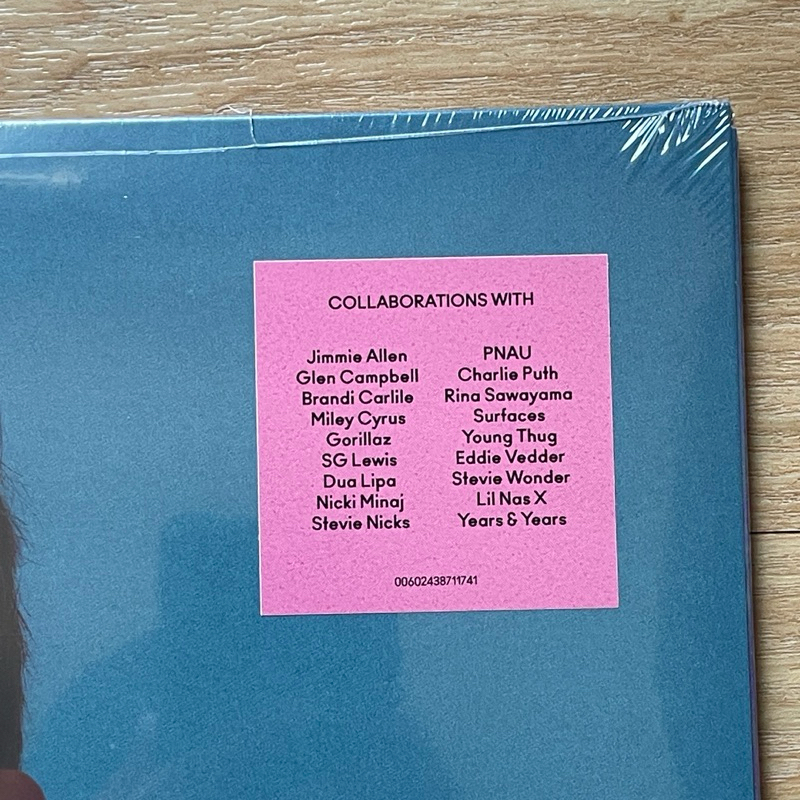 COLLABORATIONS WITH
Jimmie Allen
Glen Campbell
Brandi Carlile
Miley Cyrus
Gorillaz
SG Lewis
Dua Lipa
Nicki Minaj
Stevie Nicks
PNAU
Charlie Puth
Rina Sawayama
Surfaces
Young Thug
Eddie Vedder
Stevie Wonder
Lil Nas X
Years & Years
00602438711741